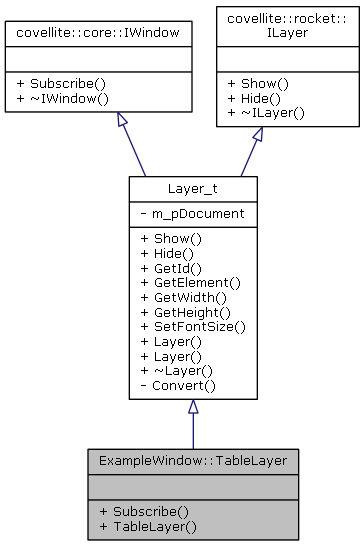 covellite::core::IWindow
+ Subscribe()
+ ~IWindow()
covellite::rocket::
ILayer
+ Show()
+ Hide()
+ ~ILayer()
Layer_t
- m_pDocument
+ Show()
+ Hide()
+ GetId()
+ GetElement()
+ GetWidth()
+ GetHeight()
+ SetFontSize()
+ Layer()
+ Layer()
+ ~Layer()
- Convert()
ExampleWindow::TableLayer
+ Subscribe()
+ TableLayer()